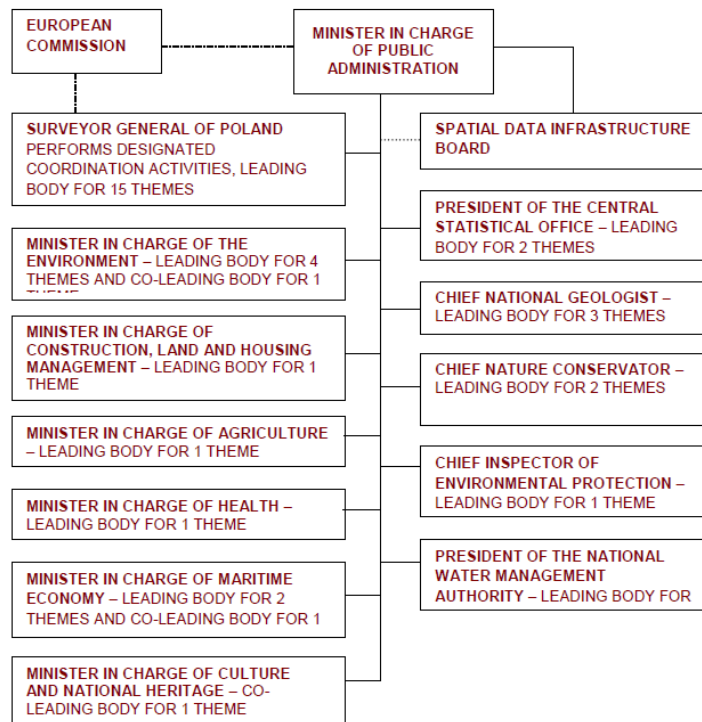 EUROPEAN
COMMISSION
MINISTER IN CHARGE
OF PUBLIC
ADMINISTRATION
SURVEYOR GENERAL OF POLAND
PERFORMS DESIGNATED
COORDINATION ACTIVITIES, LEADING
BODY FOR 15 THEMES
SPATIAL DATA INFRASTRUCTURE
BOARD
MINISTER IN CHARGE OF THE
ENVIRONMENT – LEADING BODY FOR 4
THEMES AND CO-LEADING BODY FOR 1
THEME
PRESIDENT OF THE CENTRAL
STATISTICAL OFFICE – LEADING
BODY FOR 2 THEMES
MINISTER IN CHARGE OF
CONSTRUCTION, LAND AND HOUSING
MANAGEMENT – LEADING BODY FOR 1
THEME
CHIEF NATIONAL GEOLOGIST –
LEADING BODY FOR 3 THEMES
MINISTER IN CHARGE OF AGRICULTURE
– LEADING BODY FOR 1 THEME
CHIEF NATURE CONSERVATOR –
LEADING BODY FOR 2 THEMES
MINISTER IN CHARGE OF HEALTH –
LEADING BODY FOR 1 THEME
CHIEF INSPECTOR OF
ENVIRONMENTAL PROTECTION –
LEADING BODY FOR 1 THEME
MINISTER IN CHARGE OF MARITIME
ECONOMY – LEADING BODY FOR 2
THEMES AND CO-LEADING BODY FOR 1
PRESIDENT OF THE NATIONAL
WATER MANAGEMENT
AUTHORITY – LEADING BODY FOR
MINISTER IN CHARGE OF CULTURE
AND NATIONAL HERITAGE – CO-
LEADING BODY FOR 1 THEME